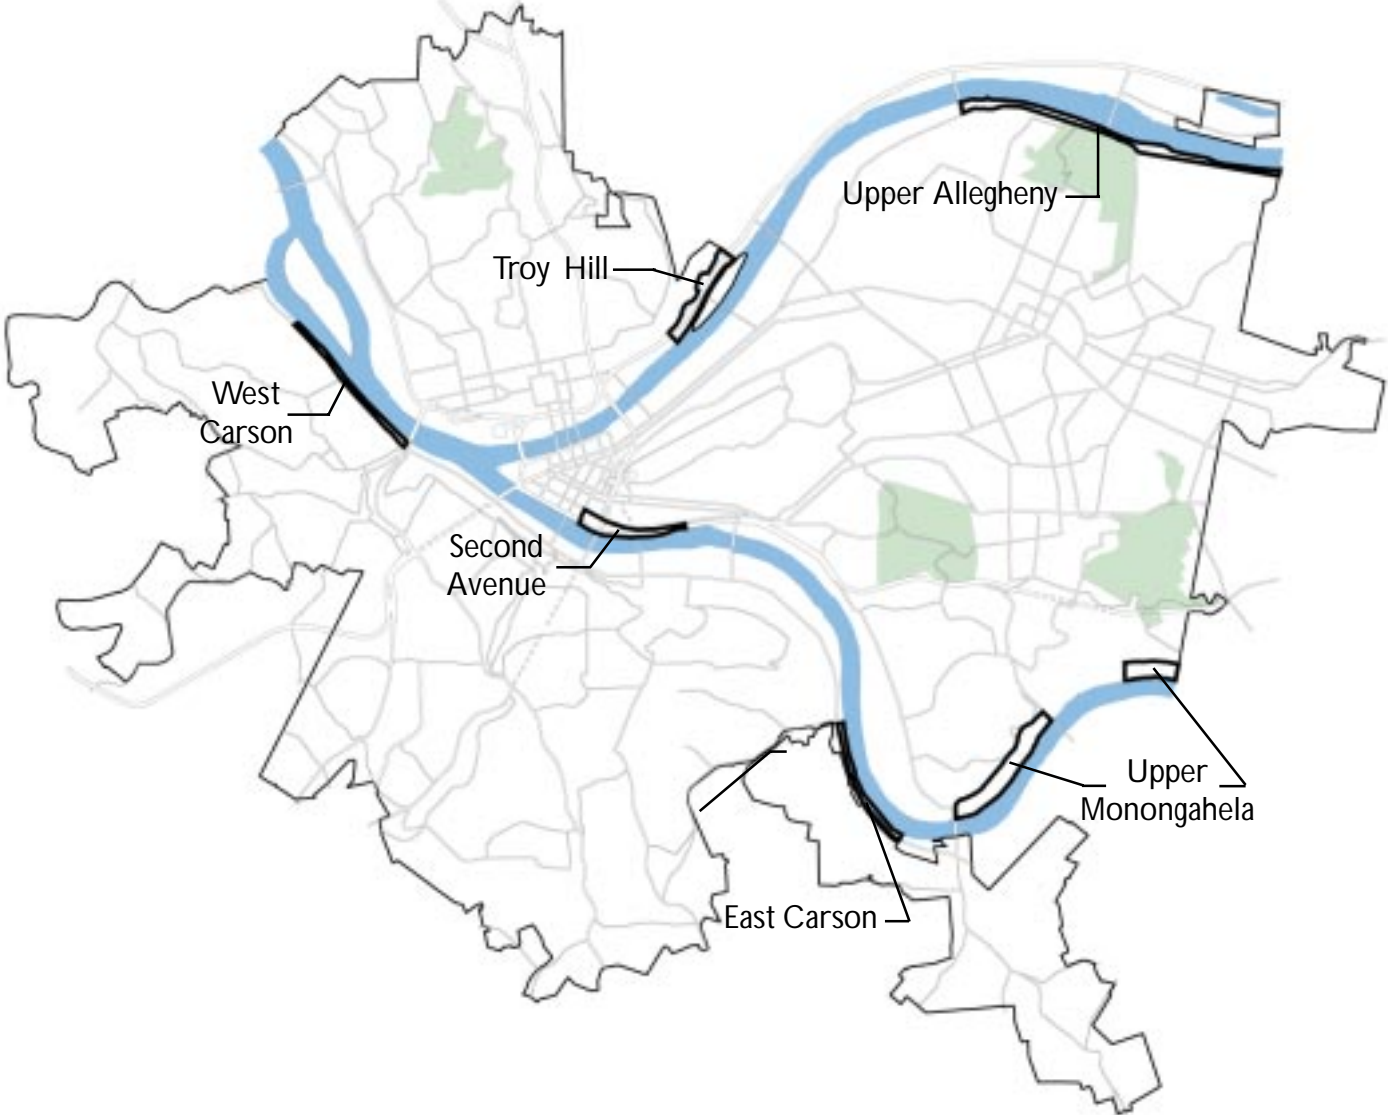 Upper Allegheny
Troy Hill
West
Carson
Second
Avenue
Upper
Monongahela
East Carson